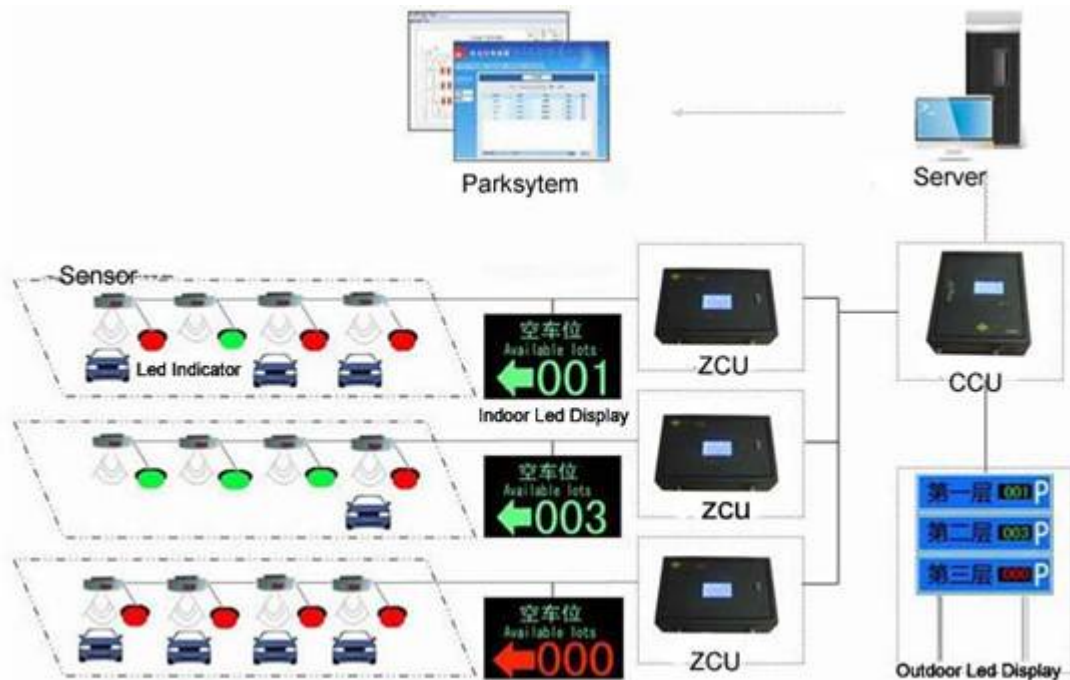 Parksytem
Server
Sensor
Led Indicator
空车位
Available lots
001
Indoor Led Display
ZCU
CCU
空车位
Available lots
003
ZCU
第一层 001 P
第二层 003 P
第三层 000 P
空车位
Available lots
000
ZCU
Outdoor Led Display